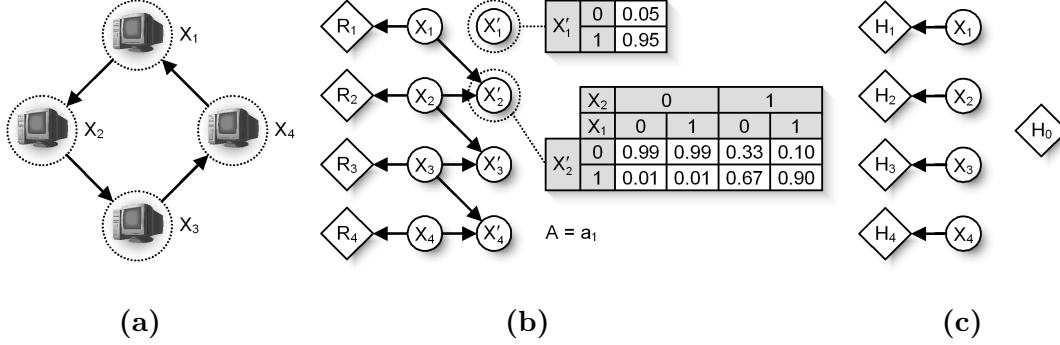 X₁
X₂
X₄
X₃
(a)
R₁ X₁ X′₁
R₂ X₂ X′₂
R₃ X₃ X′₃
R₄ X₄ X′₄
X′₁ 0 0.05
1 0.95
X₂ 0 1
X₁ 0 1 0 1
X′₂ 0 0.99 0.99 0.33 0.10
1 0.01 0.01 0.67 0.90
A = a₁
(b)
H₁ X₁
H₂ X₂
H₀
H₃ X₃
H₄ X₄
(c)